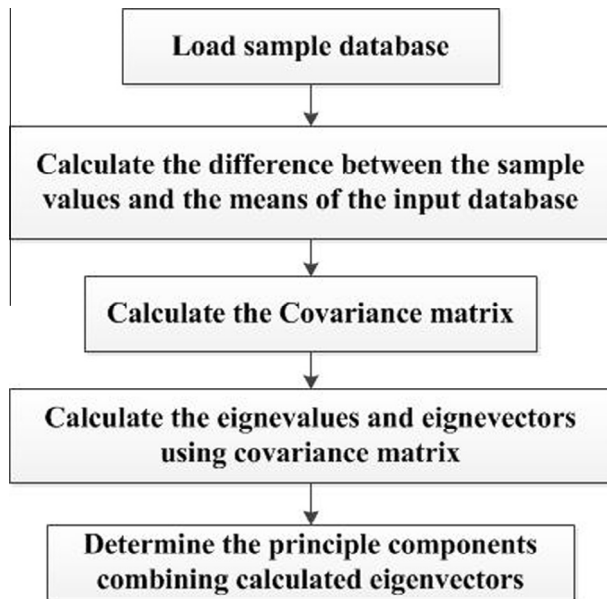 Load sample database
Calculate the difference between the sample
values and the means of the input database
Calculate the Covariance matrix
Calculate the eignevalues and eignevectors
using covariance matrix
Determine the principle components
combining calculated eigenvectors